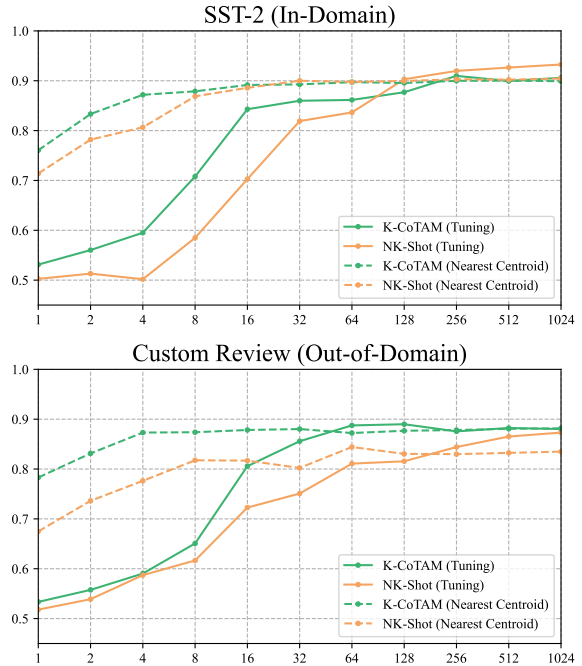 SST-2 (In-Domain)
1.0
0.9
0.8
0.7
0.6
0.5
K-CoTAM (Tuning)
NK-Shot (Tuning)
K-CoTAM (Nearest Centroid)
NK-Shot (Nearest Centroid)
1 2 4 8 16 32 64 128 256 512 1024
Custom Review (Out-of-Domain)
1.0
0.9
0.8
0.7
0.6
0.5
K-CoTAM (Tuning)
NK-Shot (Tuning)
K-CoTAM (Nearest Centroid)
NK-Shot (Nearest Centroid)
1 2 4 8 16 32 64 128 256 512 1024